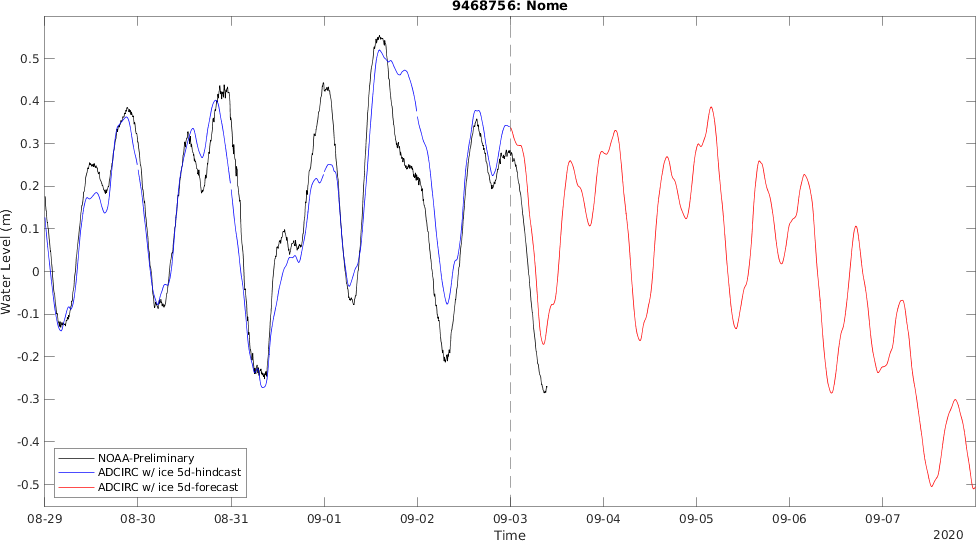 9468756: Nome
Water Level (m)
0.5
0.4
0.3
0.2
0.1
0
-0.1
-0.2
-0.3
-0.4
-0.5
NOAA-Preliminary
ADCIRC w/ ice 5d-hindcast
ADCIRC w/ ice 5d-forecast
08-29 08-30 08-31 09-01 09-02 09-03 09-04 09-05 09-06 09-07
Time
2020